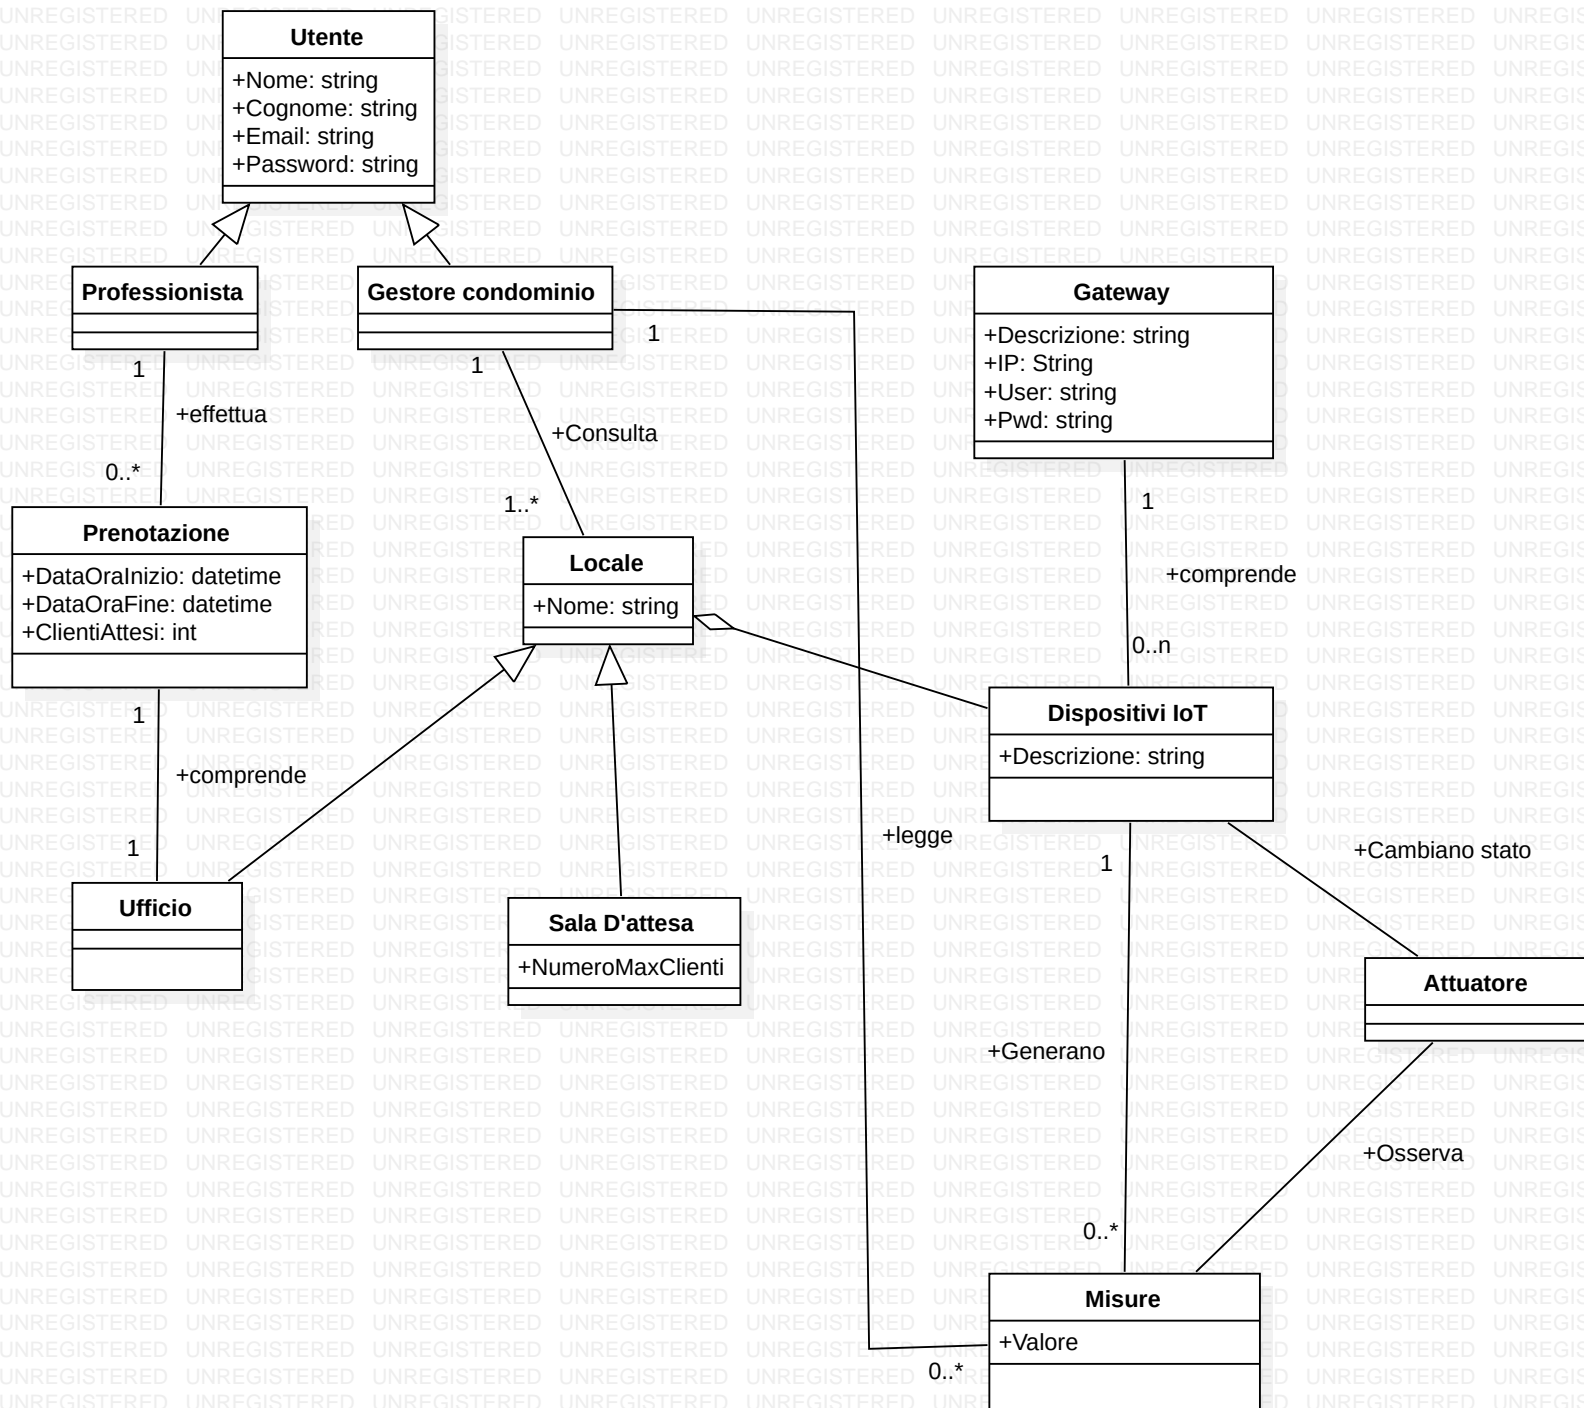 Utente
+Nome: string
+Cognome: string
+Email: string
+Password: string
Professionista
Gestore condominio
Gateway
+Descrizione: string
+IP: String
+User: string
+Pwd: string
1
1
1
+effettua
+Consulta
0..*
1..*
1
+comprende
0..n
Prenotazione
+DataOraInizio: datetime
+DataOraFine: datetime
+ClientiAttesi: int
Locale
+Nome: string
Dispositivi IoT
+Descrizione: string
1
+comprende
1
+legge
1
+Cambiano stato
Ufficio
Sala D'attesa
+NumeroMaxClienti
Attuatore
+Generano
+Osserva
0..*
Misure
+Valore
0..*
UNREGISTERED